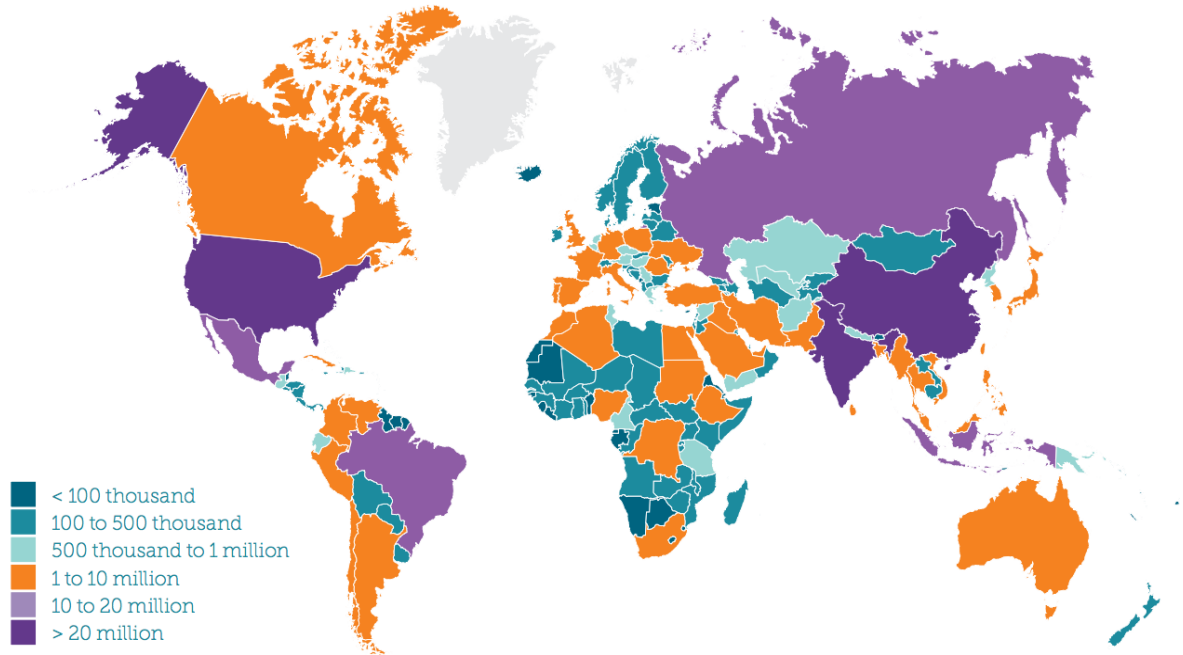 < 100 thousand
100 to 500 thousand
500 thousand to 1 million
1 to 10 million
10 to 20 million
> 20 million